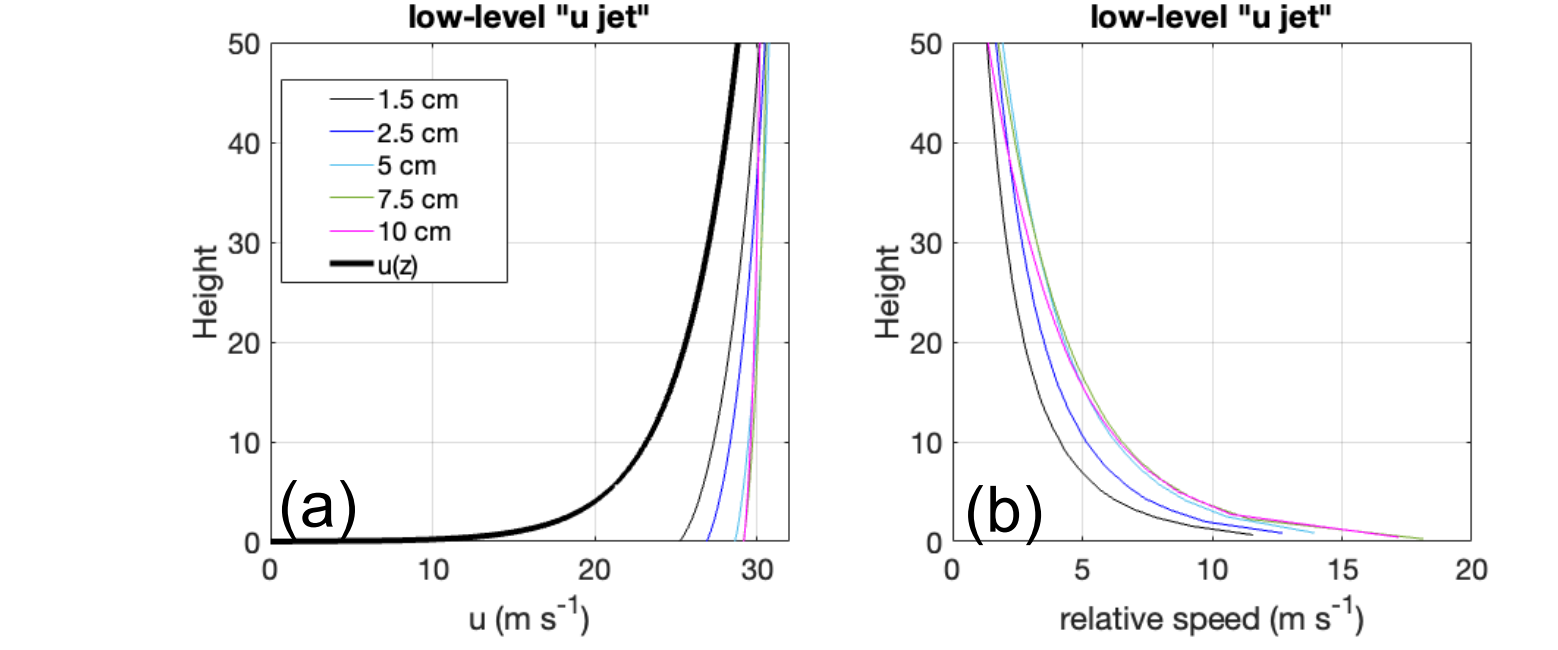 low-level "u jet"
50
40
30
20
10
0
Height
1.5 cm
2.5 cm
5 cm
7.5 cm
10 cm
u(z)
(a)
0 10 20 30
u (m s⁻¹)
low-level "u jet"
50
40
30
20
10
0
Height
(b)
0 5 10 15 20
relative speed (m s⁻¹)